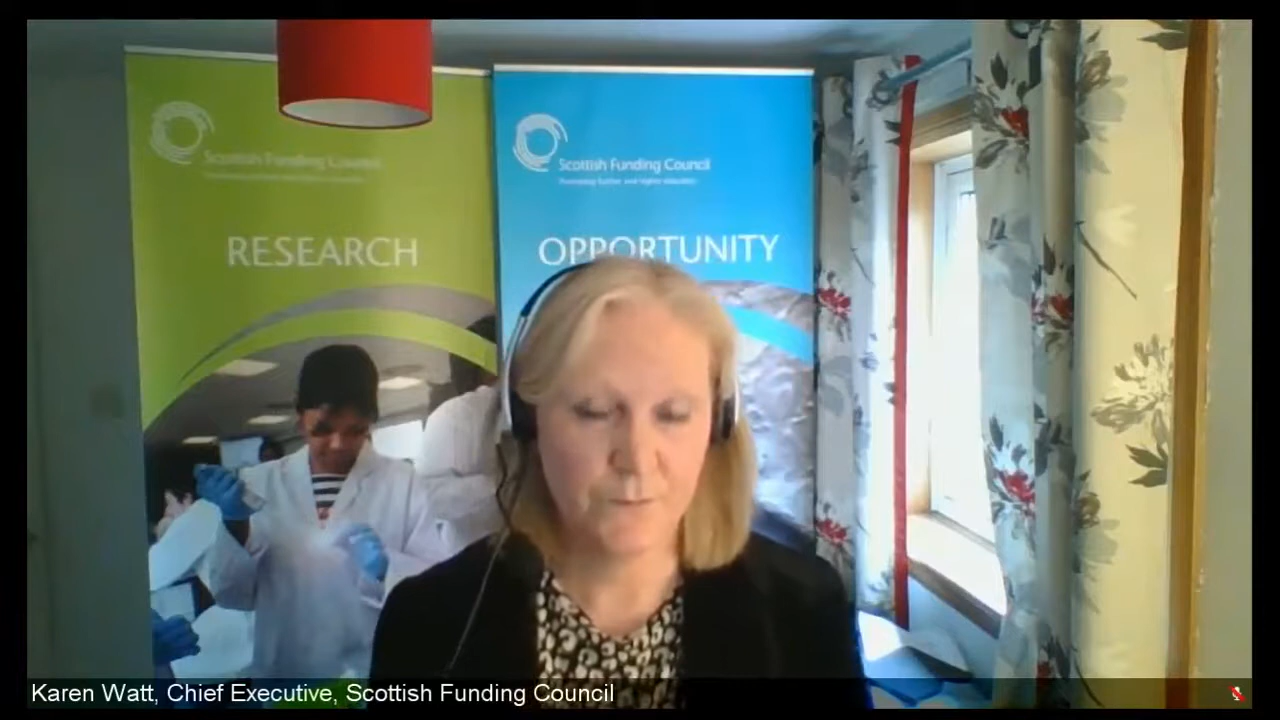 Scottish Funding Council
RESEARCH
Scottish Funding Council
Promoting further and higher education
OPPORTUNITY
Karen Watt, Chief Executive, Scottish Funding Council